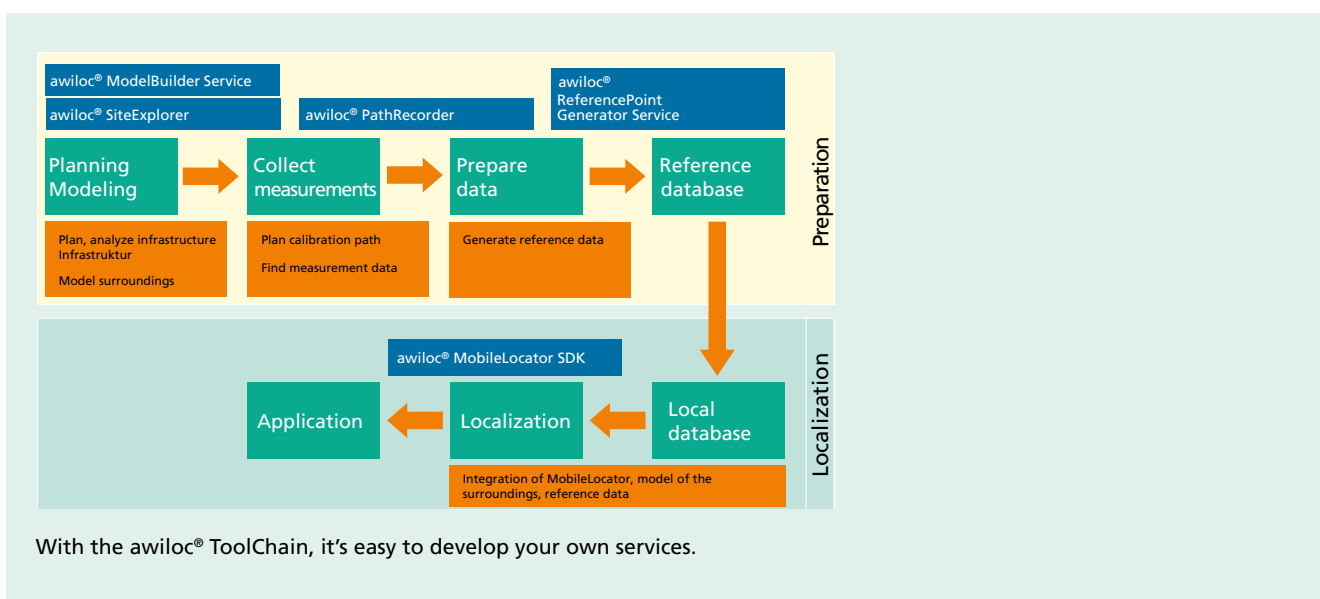 awiloc® ModelBuilder Service
awiloc® SiteExplorer
awiloc® PathRecorder
awiloc®
ReferencePoint
Generator Service
Planning
Modeling
Collect
measurements
Prepare
data
Reference
database
Plan, analyze infrastructure
Infrastruktur
Model surroundings
Plan calibration path
Find measurement data
Generate reference data
Preparation
awiloc® MobileLocator SDK
Application
Localization
Local
database
Integration of MobileLocator, model of the
surroundings, reference data
Localization
With the awiloc® ToolChain, it's easy to develop your own services.